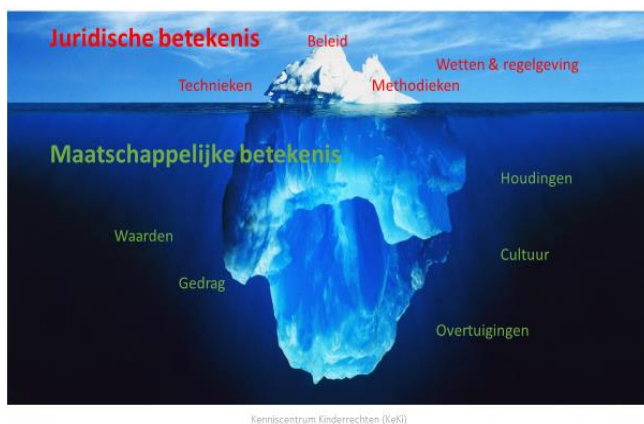 Juridische betekenis
Beleid
Wetten & regelgeving
Technieken
Methodieken
Maatschappelijke betekenis
Houdingen
Waarden
Cultuur
Gedrag
Overtuigingen
Kenniscentrum Kinderrechten (KeKi)